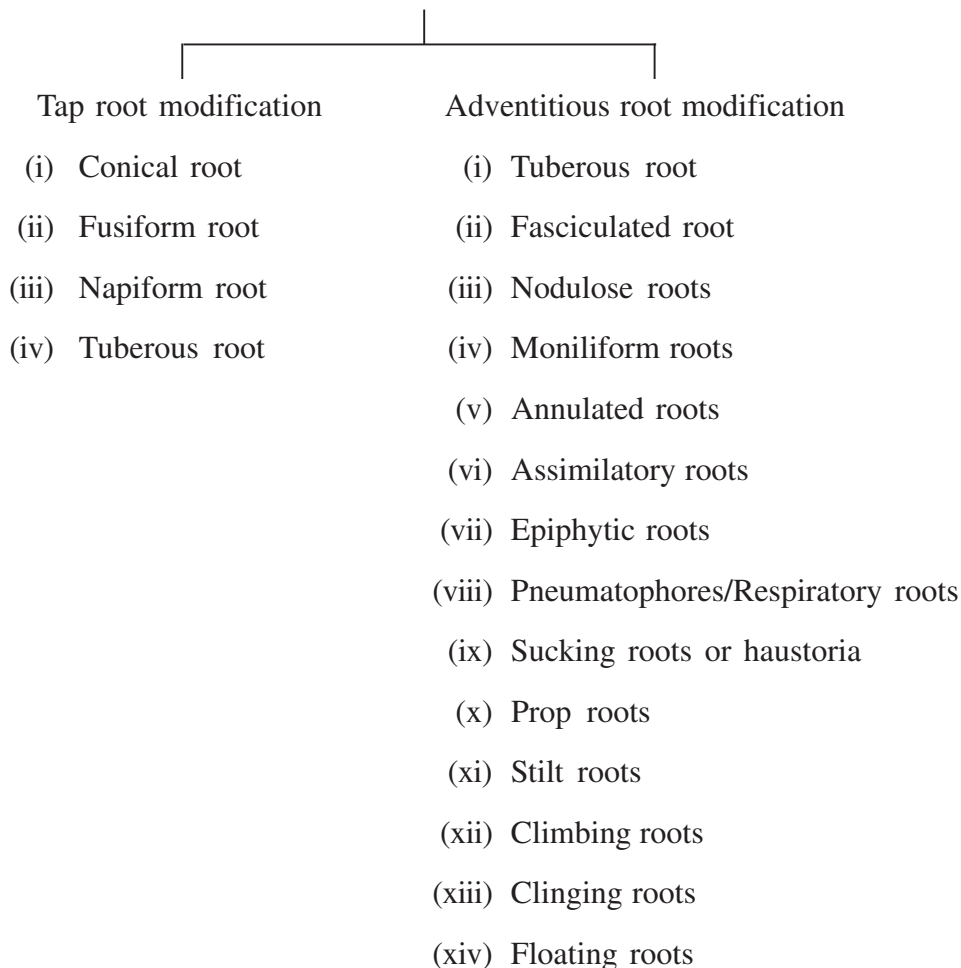 Tap root modification
(i) Conical root
(ii) Fusiform root
(iii) Napiform root
(iv) Tuberous root
Adventitious root modification
(i) Tuberous root
(ii) Fasciculated root
(iii) Nodulose roots
(iv) Moniliform roots
(v) Annulated roots
(vi) Assimilatory roots
(vii) Epiphytic roots
(viii) Pneumatophores/Respiratory roots
(ix) Sucking roots or haustoria
(x) Prop roots
(xi) Stilt roots
(xii) Climbing roots
(xiii) Clinging roots
(xiv) Floating roots